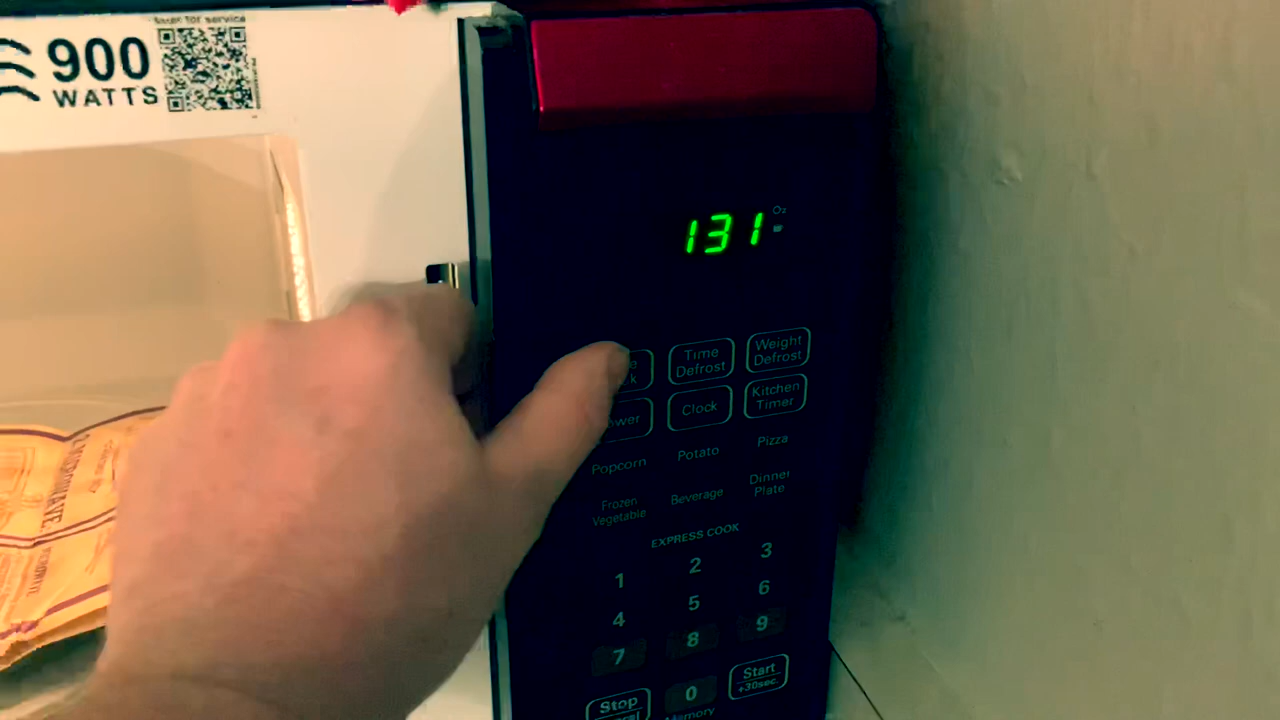 900
WATTS
131
Oz
Time
Defrost
Weight
Defrost
Clock
Kitchen
Timer
Popcorn
Potato
Pizza
Frozen
Vegetable
Beverage
Dinner
Plate
EXPRESS COOK
1
2
3
4
5
6
7
8
9
Stop
0
Start
+30sec.
Memory